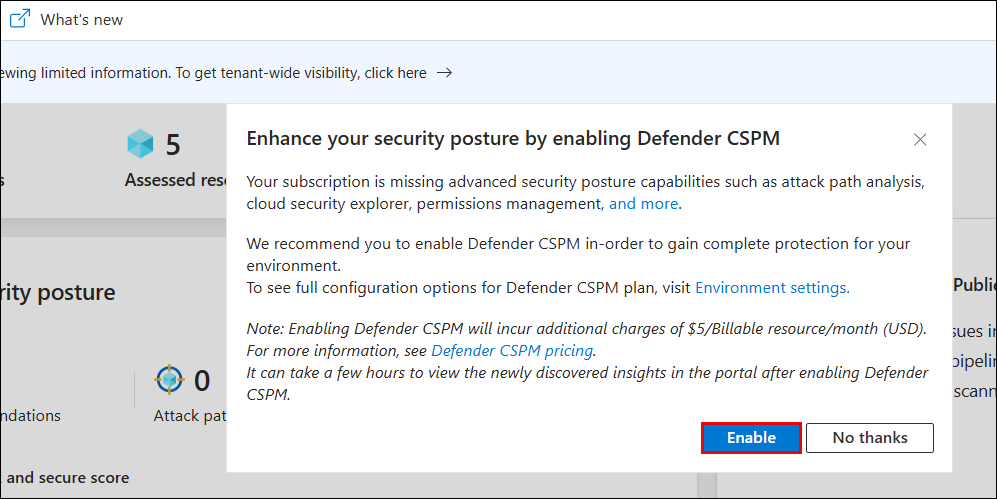 What's new
ewing limited information. To get tenant-wide visibility, click here →
5
Assessed res
Enhance your security posture by enabling Defender CSPM
Your subscription is missing advanced security posture capabilities such as attack path analysis,
cloud security explorer, permissions management, and more.
We recommend you to enable Defender CSPM in-order to gain complete protection for your
environment.
To see full configuration options for Defender CSPM plan, visit Environment settings.
Note: Enabling Defender CSPM will incur additional charges of $5/Billable resource/month (USD).
For more information, see Defender CSPM pricing.
It can take a few hours to view the newly discovered insights in the portal after enabling Defender
CSPM.
Enable
No thanks
rity posture
0
ndations
Attack pat
and secure score
Public
sues in
pipelin
scann